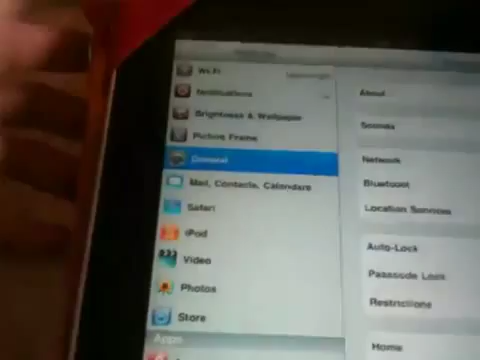 Wi-Fi
Notifications
Brightness & Wallpaper
Picture Frame
General
Mail, Contacts, Calendars
Safari
iPod
Video
Photos
Store
Apps
About
Sounds
Network
Bluetooth
Location Services
Auto-Lock
Passcode Lock
Restrictions
Home